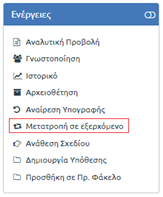 Ενέργειες
Αναλυτική Προβολή
Γνωστοποίηση
Ιστορικό
Αρχειοθέτηση
Αναίρεση Υπογραφής
Μετατροπή σε εξερχόμενο
Ανάθεση Σχεδίου
Δημιουργία Υπόθεσης
Προσθήκη σε Πρ. Φάκελο